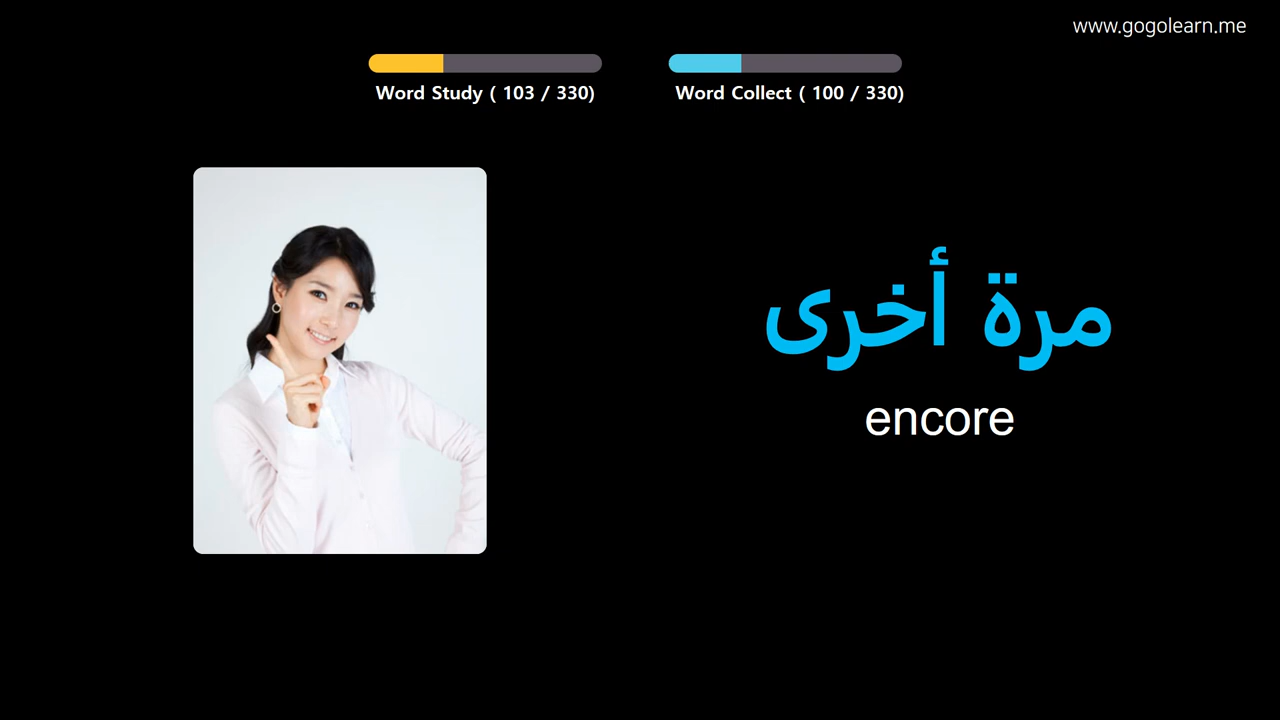 www.gogolearn.me
Word Study ( 103 / 330)
Word Collect ( 100 / 330)
مرة أخرى
encore